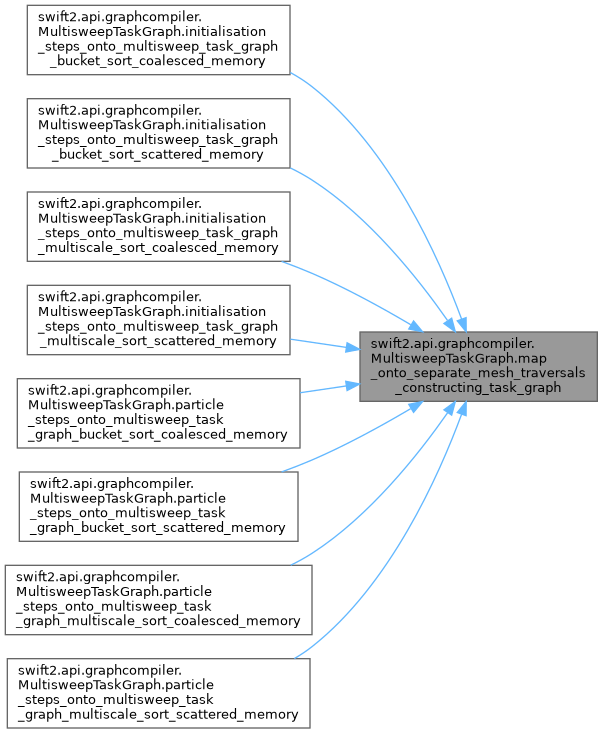 swift2.api.graphcompiler.
MultisweepTaskGraph.initialisation
_steps_onto_multisweep_task_graph
_bucket_sort_coalesced_memory
swift2.api.graphcompiler.
MultisweepTaskGraph.initialisation
_steps_onto_multisweep_task_graph
_bucket_sort_scattered_memory
swift2.api.graphcompiler.
MultisweepTaskGraph.initialisation
_steps_onto_multisweep_task_graph
_multiscale_sort_coalesced_memory
swift2.api.graphcompiler.
MultisweepTaskGraph.initialisation
_steps_onto_multisweep_task_graph
_multiscale_sort_scattered_memory
swift2.api.graphcompiler.
MultisweepTaskGraph.map
_onto_separate_mesh_traversals
_constructing_task_graph
swift2.api.graphcompiler.
MultisweepTaskGraph.particle
_steps_onto_multisweep_task
_graph_bucket_sort_coalesced_memory
swift2.api.graphcompiler.
MultisweepTaskGraph.particle
_steps_onto_multisweep_task
_graph_bucket_sort_scattered_memory
swift2.api.graphcompiler.
MultisweepTaskGraph.particle
_steps_onto_multisweep_task
_graph_multiscale_sort_coalesced_memory
swift2.api.graphcompiler.
MultisweepTaskGraph.particle
_steps_onto_multisweep_task
_graph_multiscale_sort_scattered_memory